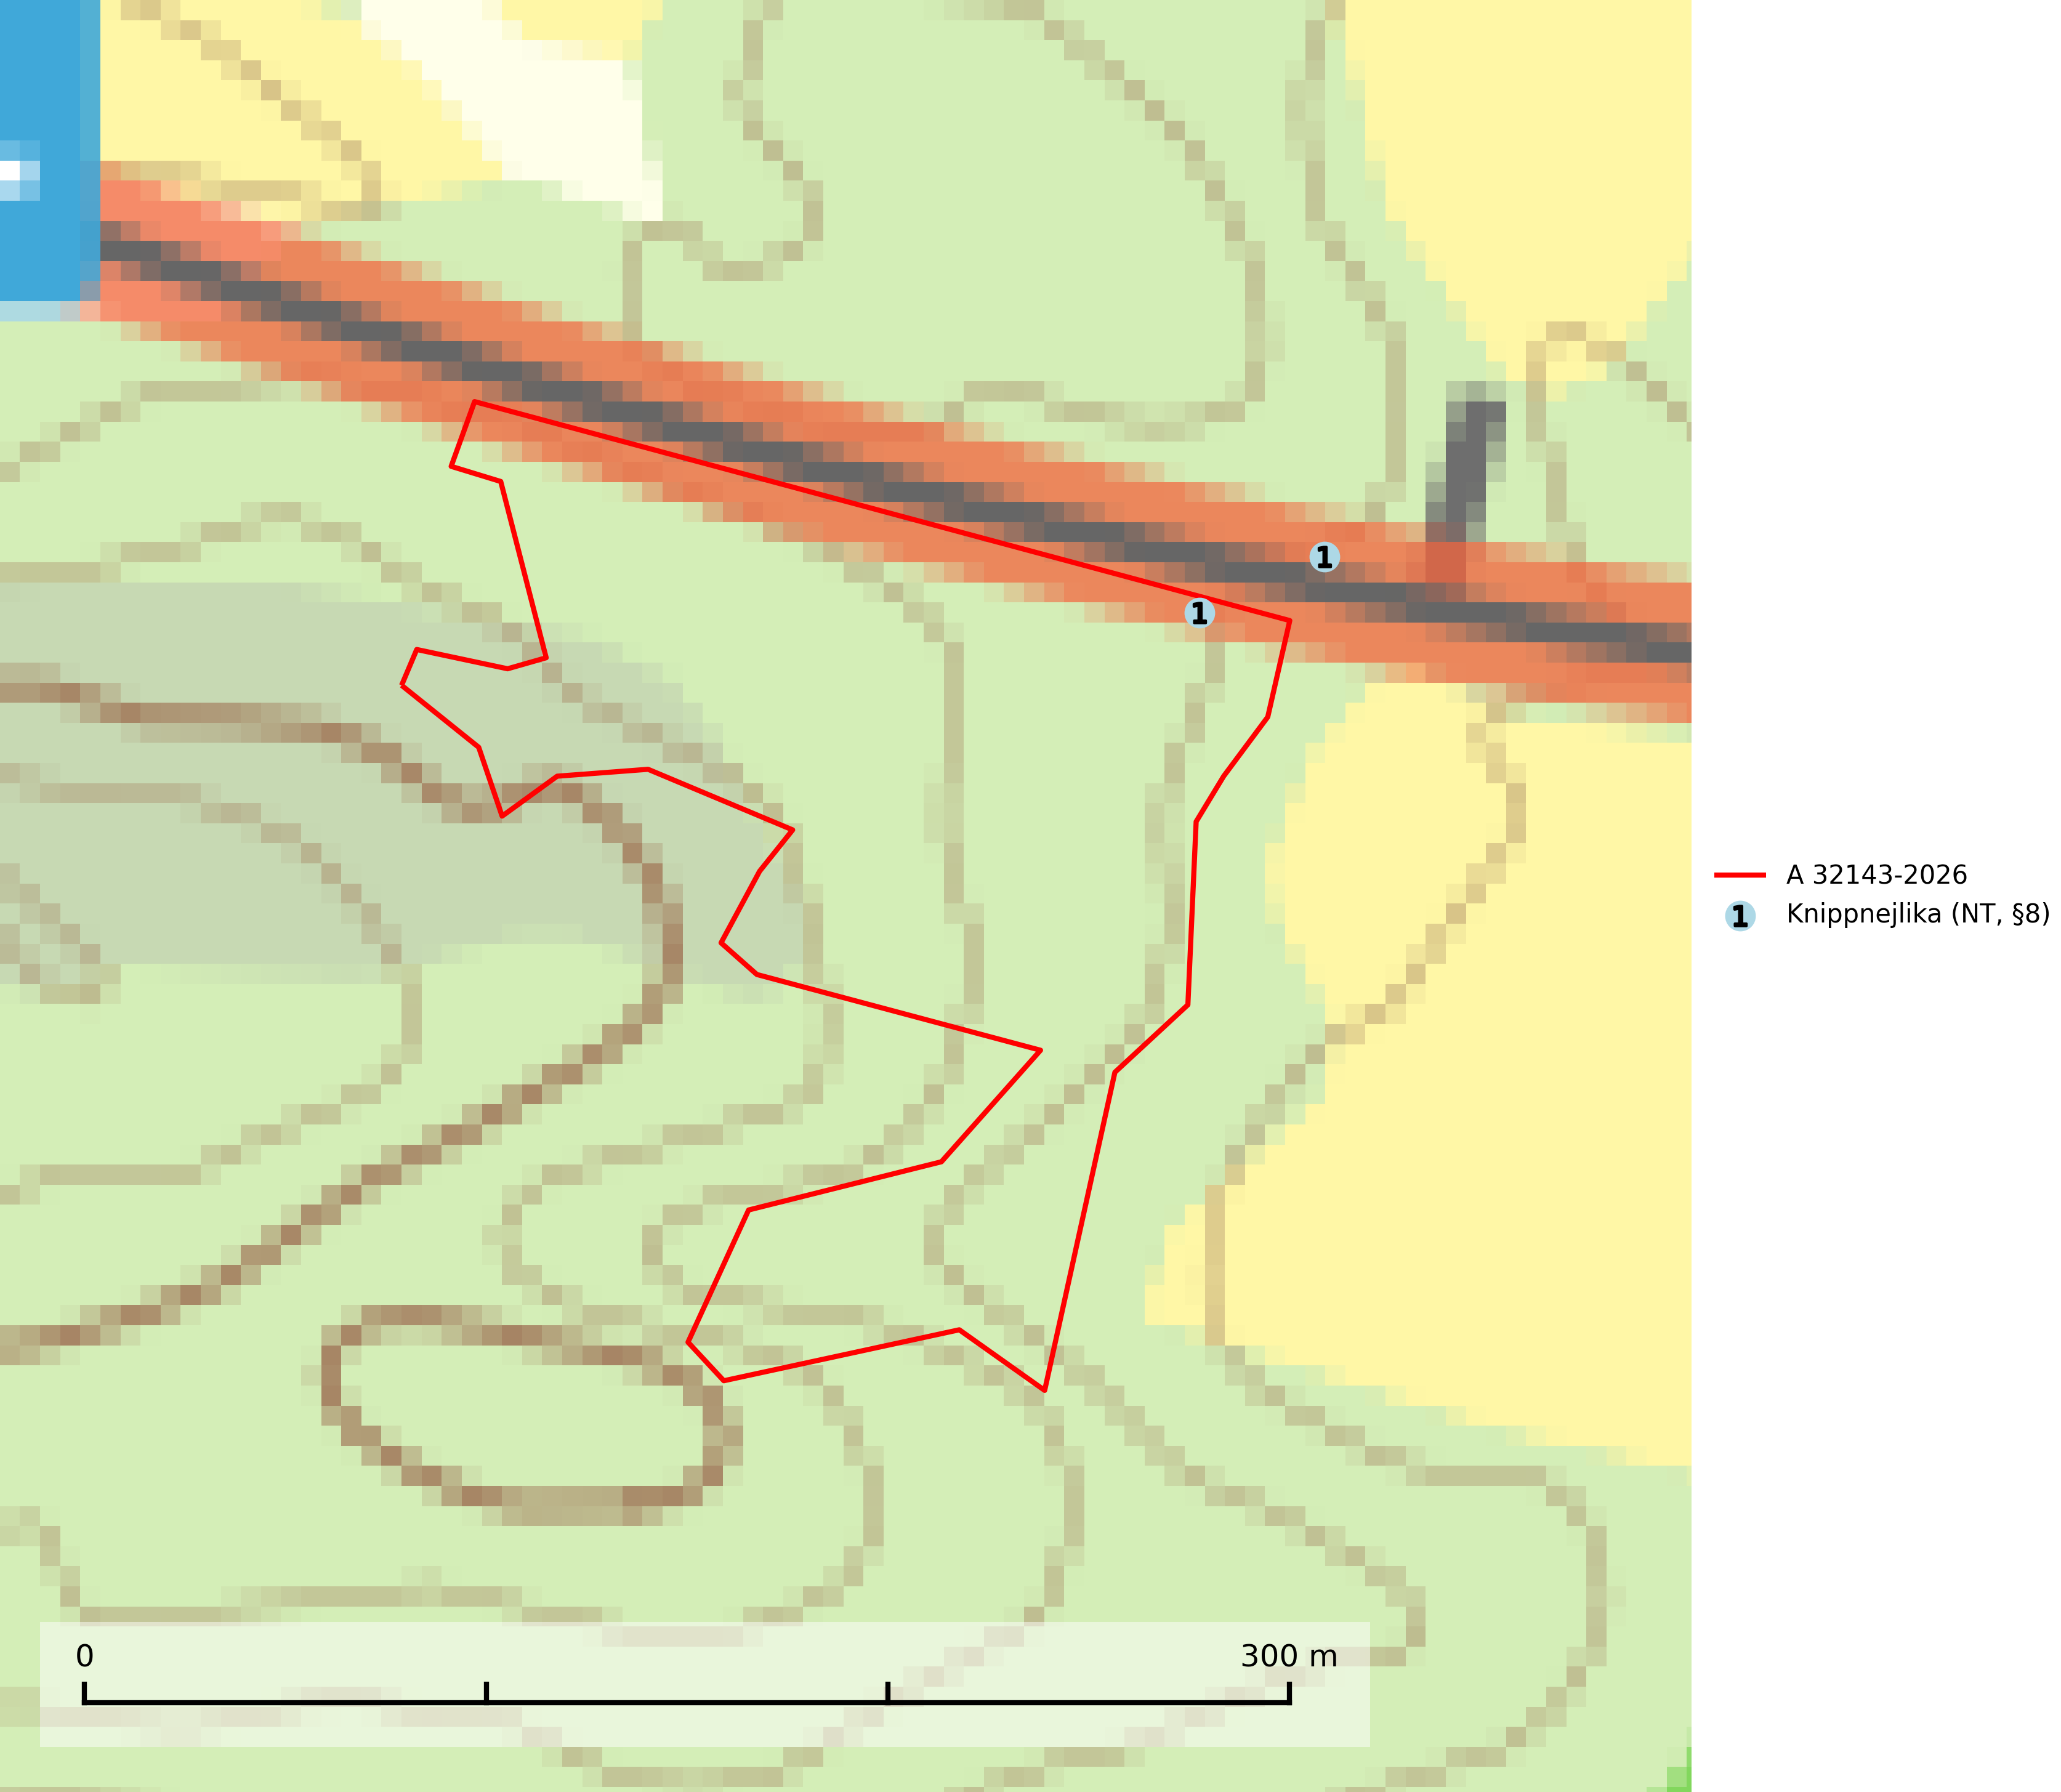 1
1
A 32143-2026
1 Knippnejlika (NT, §8)
0 300 m